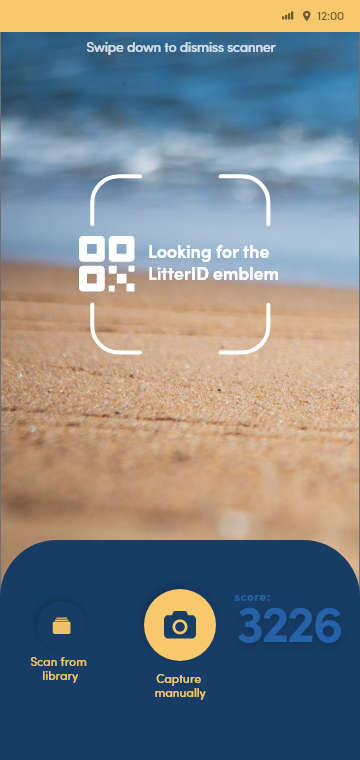 12:00
Swipe down to dismiss scanner
Looking for the
LitterID emblem
score:
3226
Scan from
library
Capture
manually